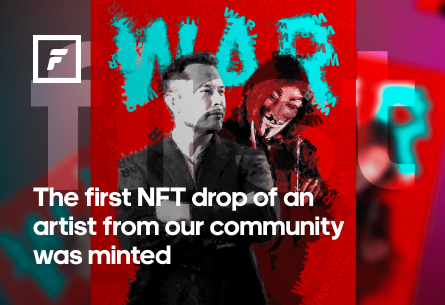 WAR
F
The first NFT drop of an
artist from our community
was minted